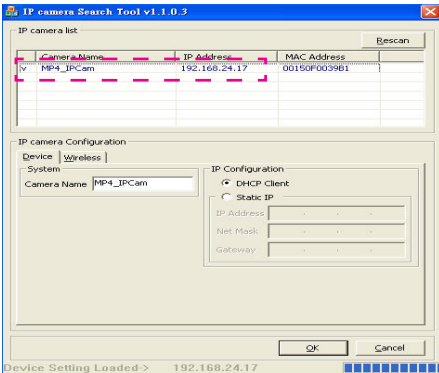 IP camera Search Tool v1.1.0.3
IP camera list
Rescan
Camera Name IP Address MAC Address
v MP4_IPCam 192.168.24.17 00150F0039B1
IP camera Configuration
Device Wireless
System
Camera Name MP4_IPCam
IP Configuration
DHCP Client
Static IP
IP Address
Net Mask
Gateway
OK Cancel
Device Setting Loaded-> 192.168.24.17